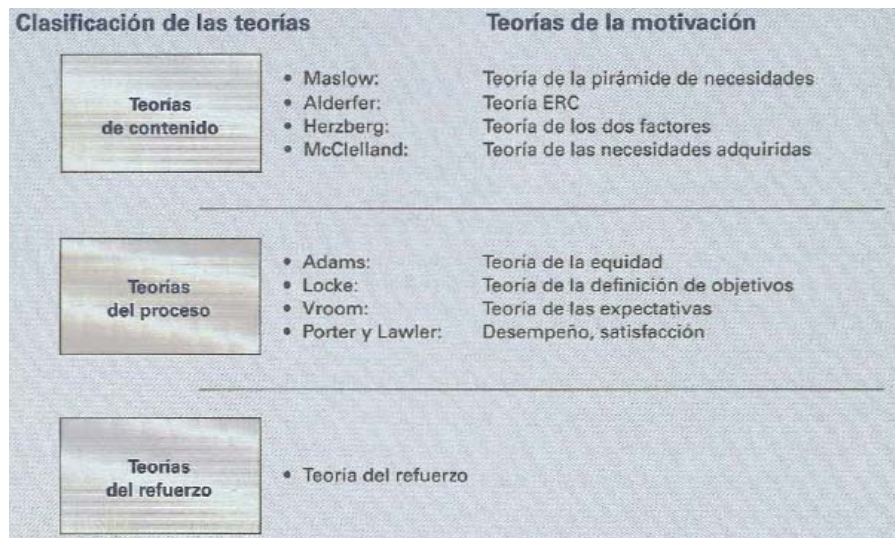 Clasificación de las teorías Teorías de la motivación
Teorías
de contenido
• Maslow: Teoría de la pirámide de necesidades
• Alderfer: Teoría ERC
• Herzberg: Teoría de los dos factores
• McClelland: Teoría de las necesidades adquiridas
Teorías
del proceso
• Adams: Teoría de la equidad
• Locke: Teoría de la definición de objetivos
• Vroom: Teoría de las expectativas
• Porter y Lawler: Desempeño, satisfacción
Teorías
del refuerzo
• Teoría del refuerzo